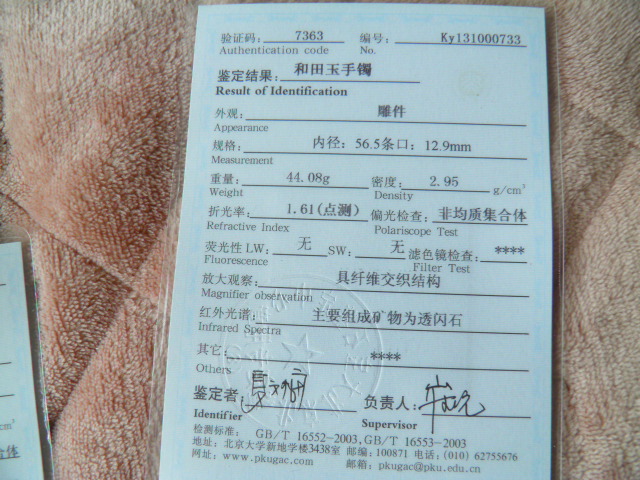 验证码: 7363 编号: Ky131000733
Authentication code No.
鉴定结果: 和田玉手镯
Result of Identification
外观: 雕件
Appearance
规格: 内径: 56.5条口: 12.9mm
Measurement
重量: 44.08g 密度: 2.95 g/cm³
Weight Density
折光率: 1.61(点测) 偏光检查: 非均质集合体
Refractive Index Polariscope Test
荧光性 LW: 无 SW: 无 滤色镜检查: ****
Fluorescence Filter Test
放大观察: 具纤维交织结构
Magnifier observation
红外光谱: 主要组成矿物为透闪石
Infrared Spectra
其它: ****
Others
鉴定者: 负责人:
Identifier Supervisor
检测标准: GB/T 16552-2003, GB/T 16553-2003
地址: 北京大学新地学楼3438室 邮编: 100871 电话: (010) 62755676
网址: www.pkugac.com 邮箱: pkugac@pku.edu.cn
cm³
合体